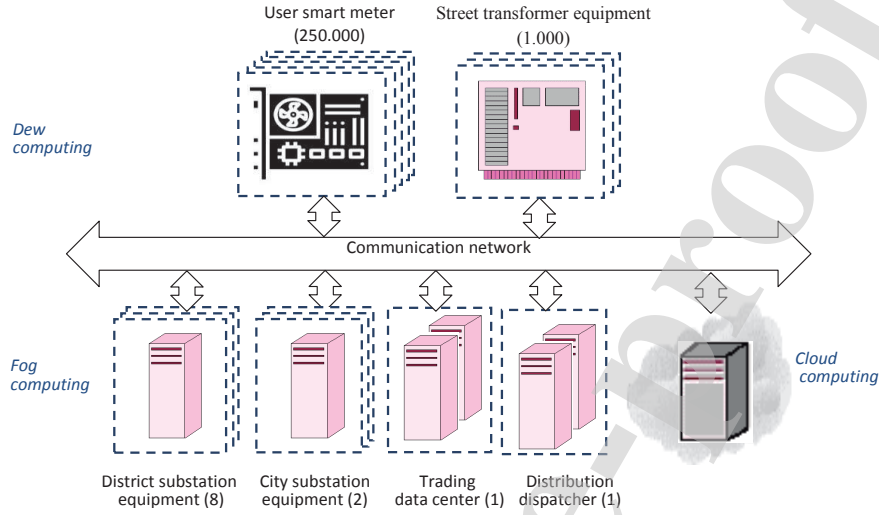 User smart meter
(250.000)
Street transformer equipment
(1.000)
Dew
computing
Communication network
Fog
computing
Cloud
computing
District substation
equipment (8)
City substation
equipment (2)
Trading
data center (1)
Distribution
dispatcher (1)